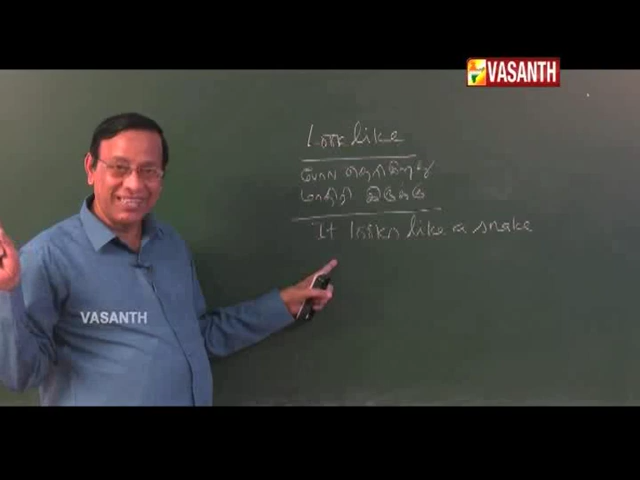 VASANTH
Look like
போல தெரிகிறது
மாதிரி இருக்கு
It looks like a snake
VASANTH